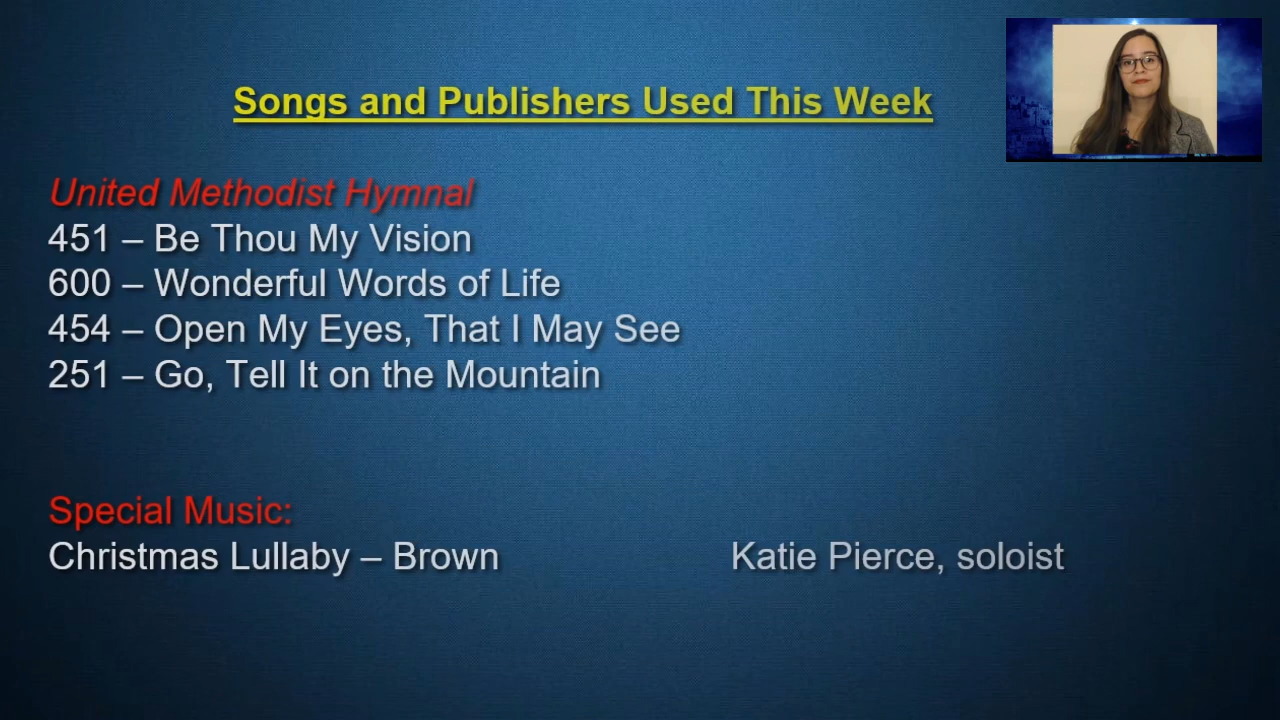 Songs and Publishers Used This Week
United Methodist Hymnal
451 – Be Thou My Vision
600 – Wonderful Words of Life
454 – Open My Eyes, That I May See
251 – Go, Tell It on the Mountain
Special Music:
Christmas Lullaby – Brown Katie Pierce, soloist